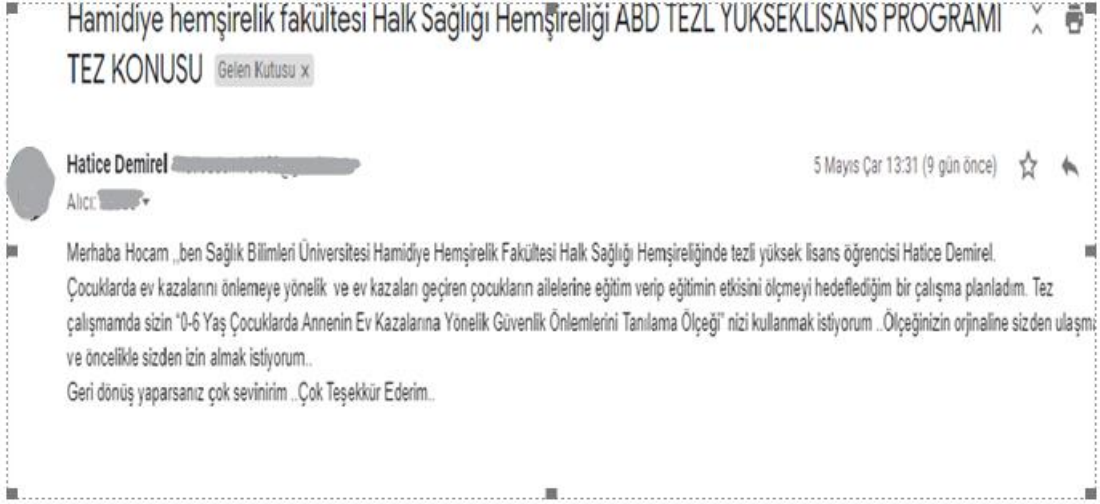 Hamidiye hemşirelik fakültesi Halk Sağlığı Hemşireliği ABD TEZL YÜKSEKLİSANS PROGRAMI
TEZ KONUSU Gelen Kutusu x
Hatice Demirel
5 Mayıs Çar 13:31 (9 gün önce)
Alıcı:
Merhaba Hocam ,,ben Sağlık Bilimleri Üniversitesi Hamidiye Hemşirelik Fakültesi Halk Sağlığı Hemşireliğinde tezli yüksek lisans öğrencisi Hatice Demirel.
Çocuklarda ev kazalarını önlemeye yönelik ve ev kazaları geçiren çocukların ailelerine eğitim verip eğitimin etkisini ölçmeyi hedeflediğim bir çalışma planladım. Tez
çalışmamda sizin "0-6 Yaş Çocuklarda Annenin Ev Kazalarına Yönelik Güvenlik Önlemlerini Tanılama Ölçeği" nizi kullanmak istiyorum ..Ölçeğinizin orjinaline sizden ulaşma
ve öncelikle sizden izin almak istiyorum..
Geri dönüş yaparsanız çok sevinirim ..Çok Teşekkür Ederim..